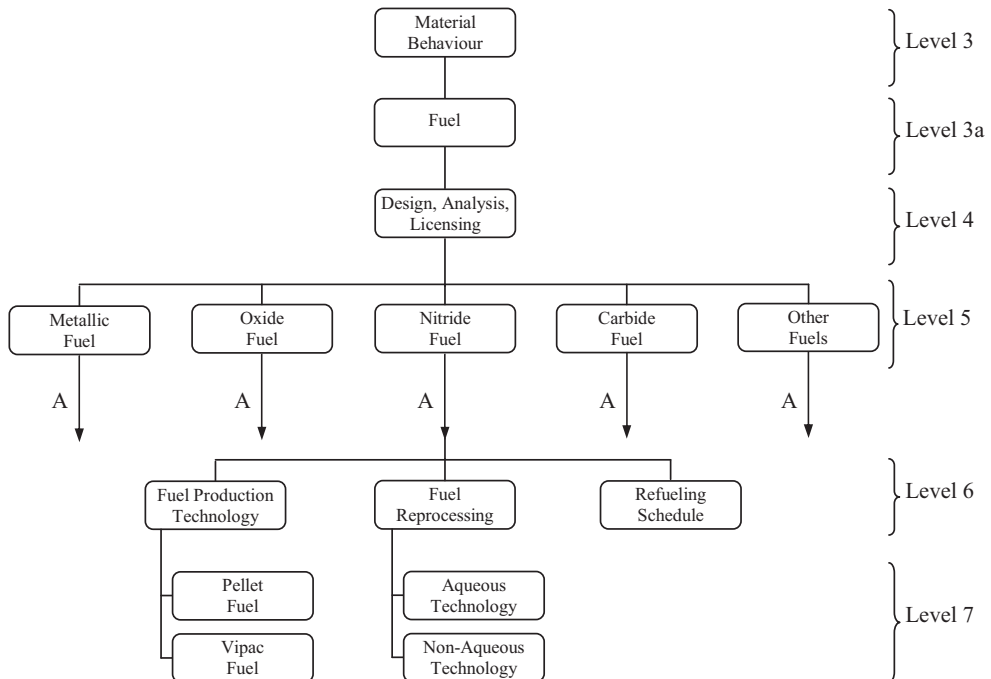 Material
Behaviour
Level 3
Fuel
Level 3a
Design, Analysis,
Licensing
Level 4
Metallic
Fuel
Oxide
Fuel
Nitride
Fuel
Carbide
Fuel
Other
Fuels
Level 5
A
A
A
A
A
Fuel Production
Technology
Fuel
Reprocessing
Refueling
Schedule
Level 6
Pellet
Fuel
Aqueous
Technology
Vipac
Fuel
Non-Aqueous
Technology
Level 7